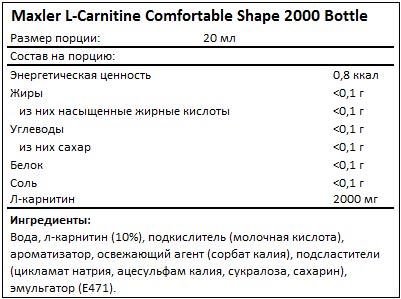 Maxler L-Carnitine Comfortable Shape 2000 Bottle
Размер порции: 20 мл
Состав на порцию:
Энергетическая ценность 0,8 ккал
Жиры <0,1 г
из них насыщенные жирные кислоты <0,1 г
Углеводы <0,1 г
из них сахар <0,1 г
Белок <0,1 г
Соль <0,1 г
Л-карнитин 2000 мг
Ингредиенты:
Вода, л-карнитин (10%), подкислитель (молочная кислота),
ароматизатор, освежающий агент (сорбат калия), подсластители
(цикламат натрия, ацесульфам калия, сукралоза, сахарин),
эмульгатор (Е471).